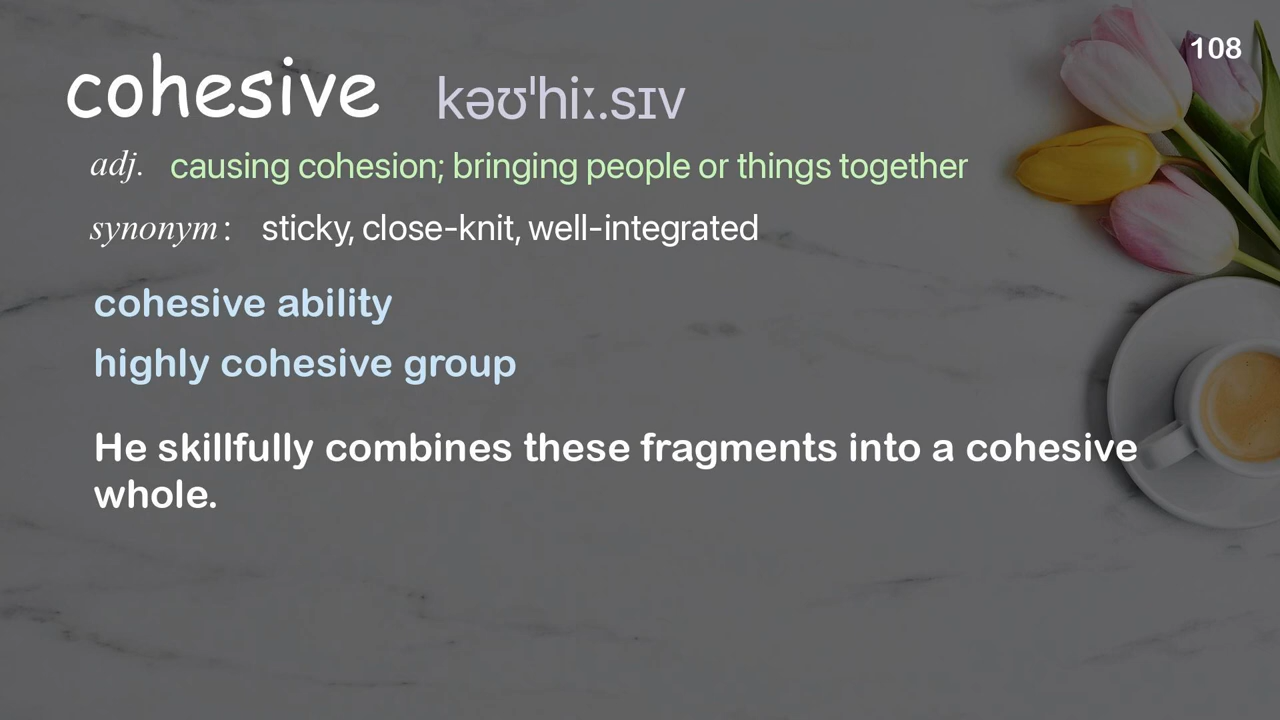 108
cohesive kəʊˈhiː.sɪv
adj. causing cohesion; bringing people or things together
synonym: sticky, close-knit, well-integrated
cohesive ability
highly cohesive group
He skillfully combines these fragments into a cohesive
whole.